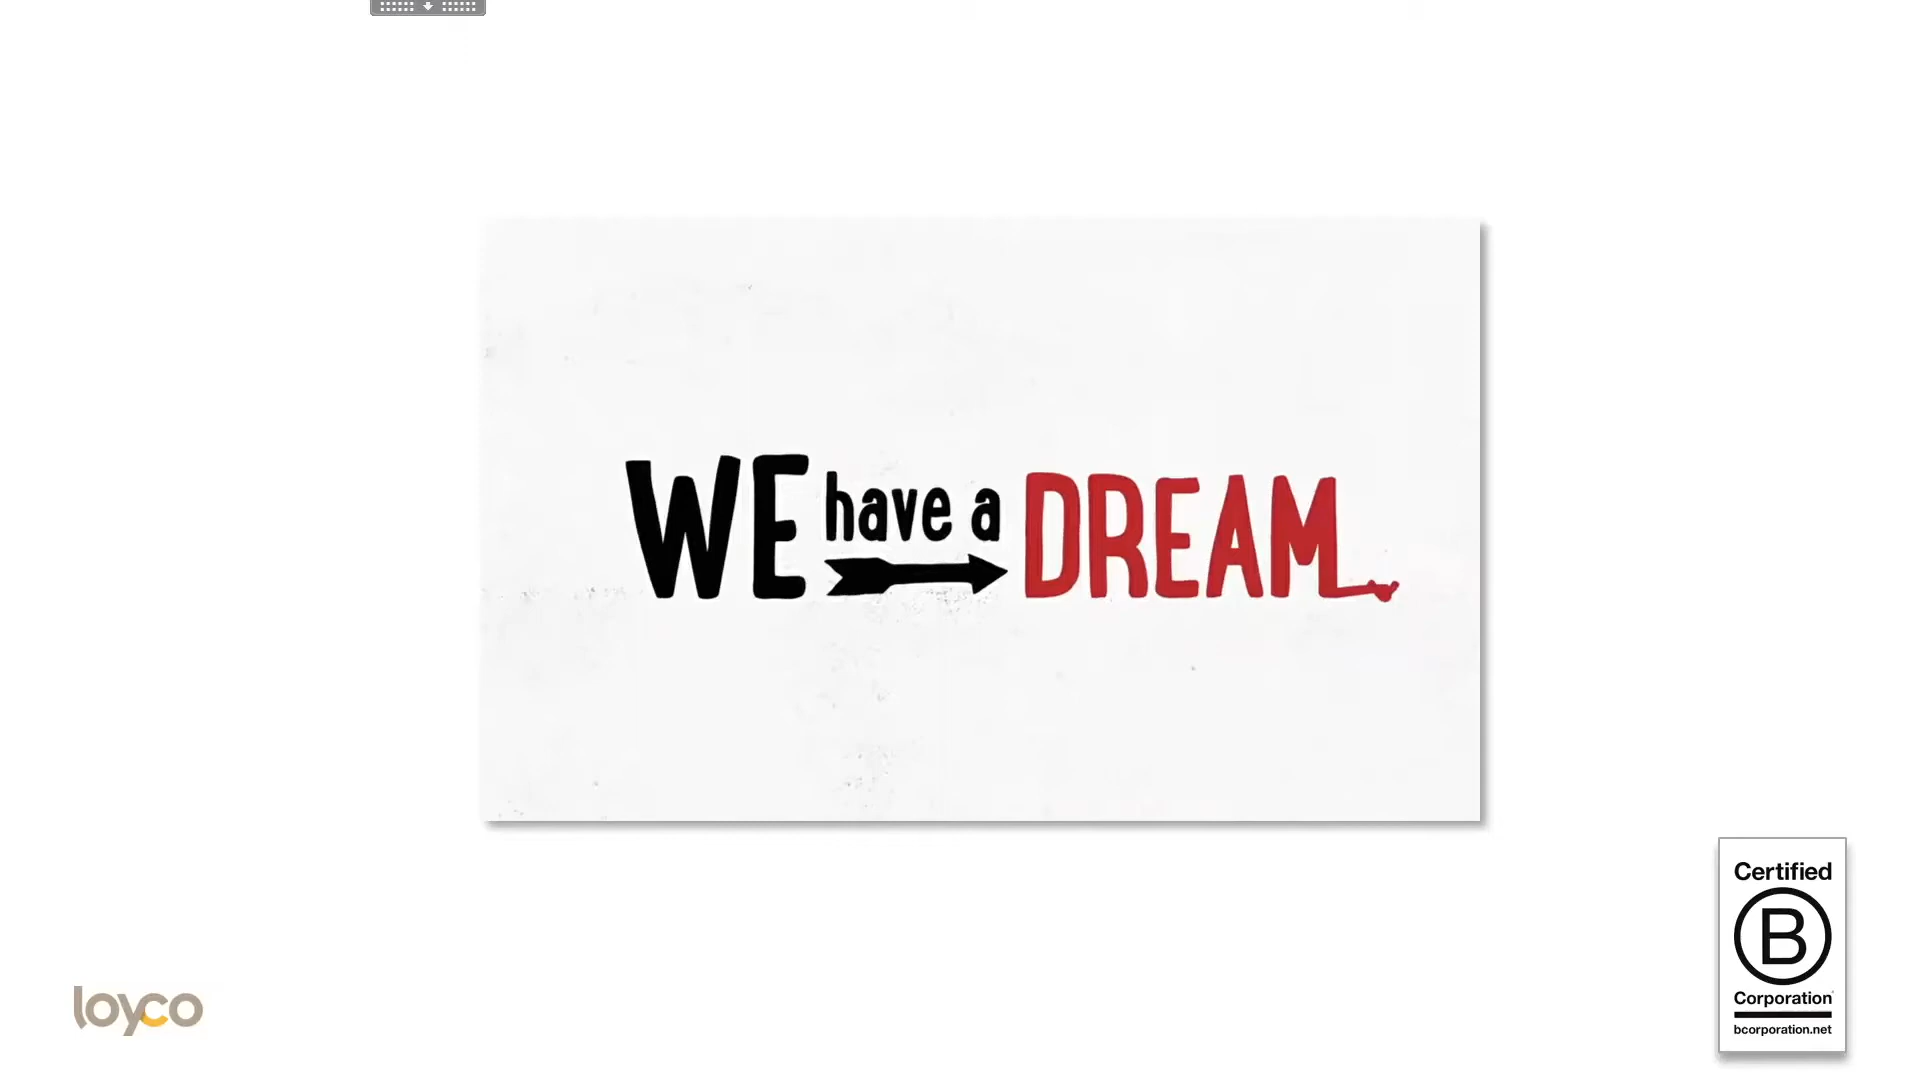 WE have a DREAM
Certified
B
Corporation
bcorporation.net
loyco